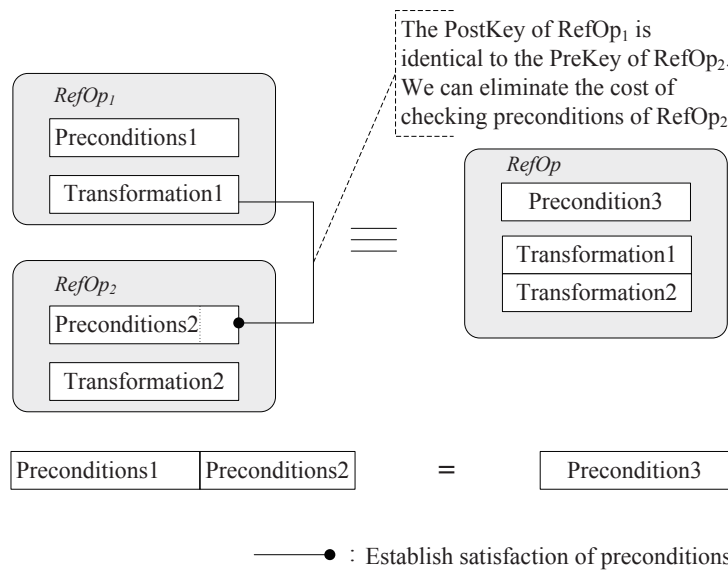 The PostKey of RefOp1 is
identical to the PreKey of RefOp2.
We can eliminate the cost of
checking preconditions of RefOp2
RefOp1
Preconditions1
Transformation1
RefOp2
Preconditions2
Transformation2
RefOp
Precondition3
Transformation1
Transformation2
Preconditions1 Preconditions2 = Precondition3
: Establish satisfaction of preconditions